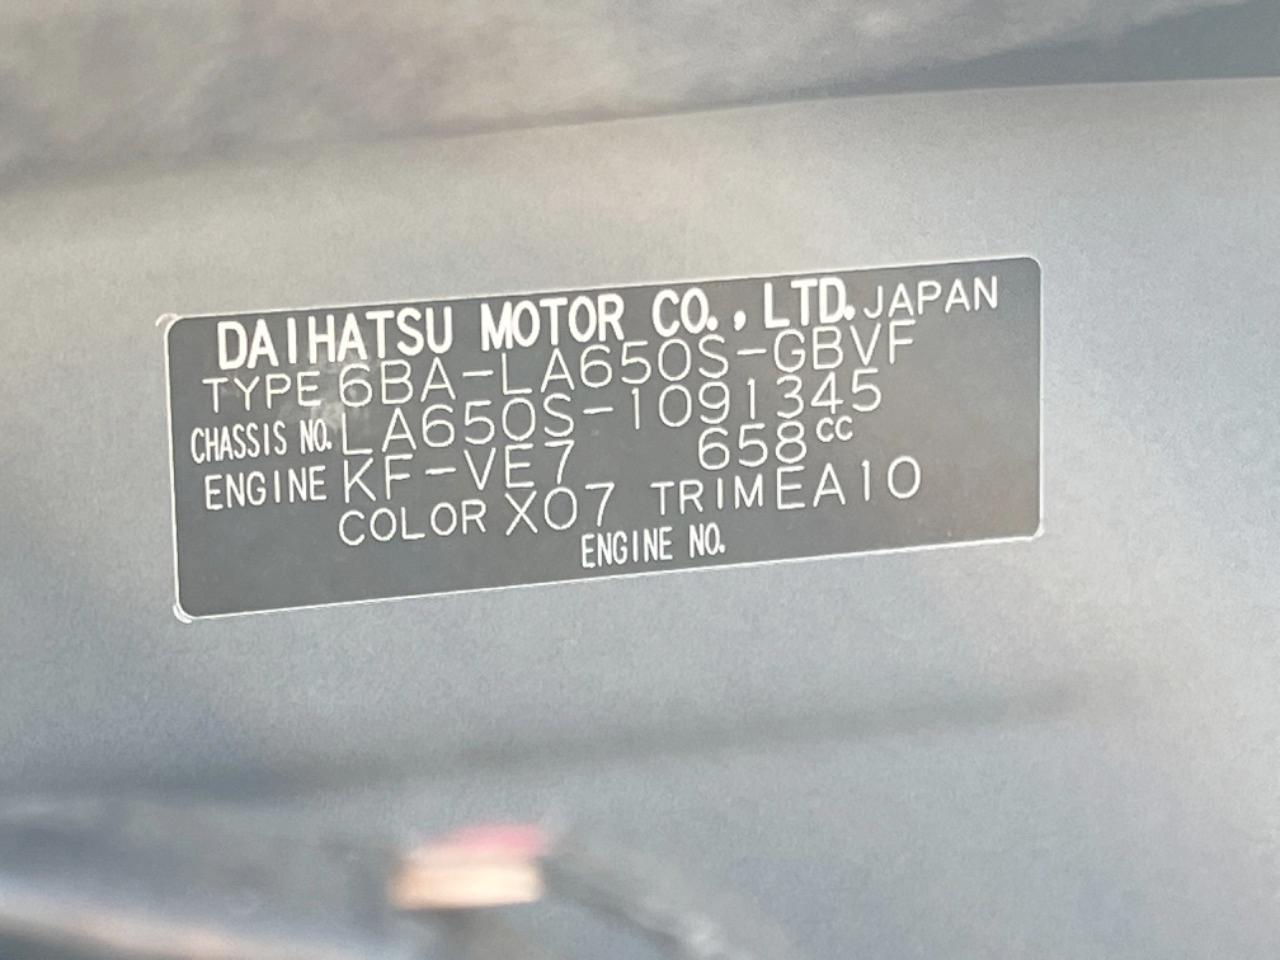 DAIHATSU MOTOR CO., LTD. JAPAN
TYPE 6BA-LA650S-GBVF
CHASSIS NO. LA650S-1091345
ENGINE KF-VE7 658cc
COLOR X07 TRIM EA10
ENGINE NO.